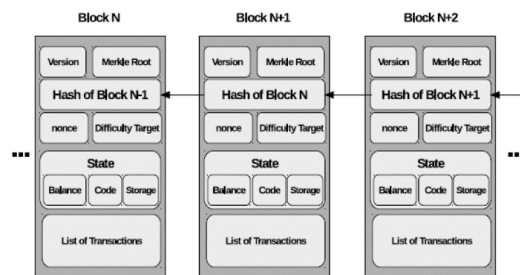 Block N
Block N+1
Block N+2
Version Merkle Root
Version Merkle Root
Version Merkle Root
Hash of Block N-1
Hash of Block N
Hash of Block N+1
nonce Difficulty Target
nonce Difficulty Target
nonce Difficulty Target
...
...
State
State
State
Balance Code Storage
Balance Code Storage
Balance Code Storage
List of Transactions
List of Transactions
List of Transactions